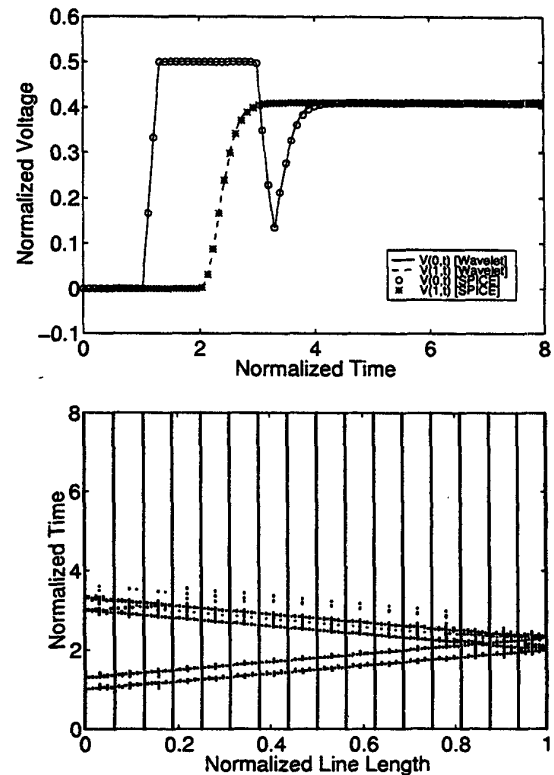 0.6
0.5
0.4
0.3
0.2
0.1
0
−0.1
Normalized Voltage
V(0,t) [Wavelet]
V(1,t) [Wavelet]
V(0,t) [SPICE]
V(1,t) [SPICE]
0 2 4 6 8
Normalized Time
8
6
4
2
0
Normalized Time
0 0.2 0.4 0.6 0.8 1
Normalized Line Length